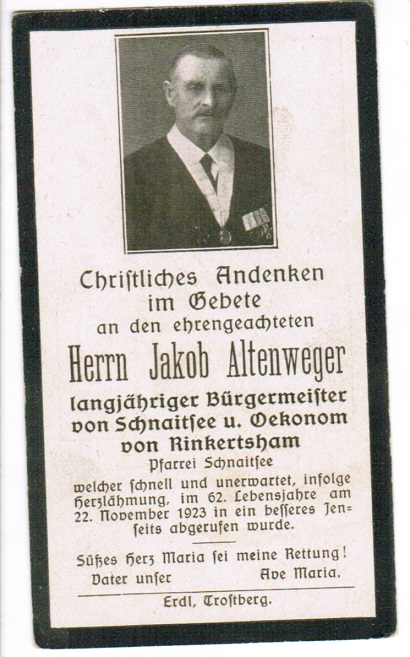 Chriſtliches Andenken
im Gebete
an den ehrengeachteten
Herrn Jakob Altenweger
langjähriger Bürgermeiſter
von Schnaitſee u. Oekonom
von Rinkertsham
Pfarrei Schnaitſee
welcher ſchnell und unerwartet, infolge
Herzlähmung, im 62. Lebensjahre am
22. November 1923 in ein beſſeres Jen-
ſeits abgerufen wurde.
Süßes Herz Maria ſei meine Rettung!
Vater unſer Ave Maria.
Erdl, Troſtberg.